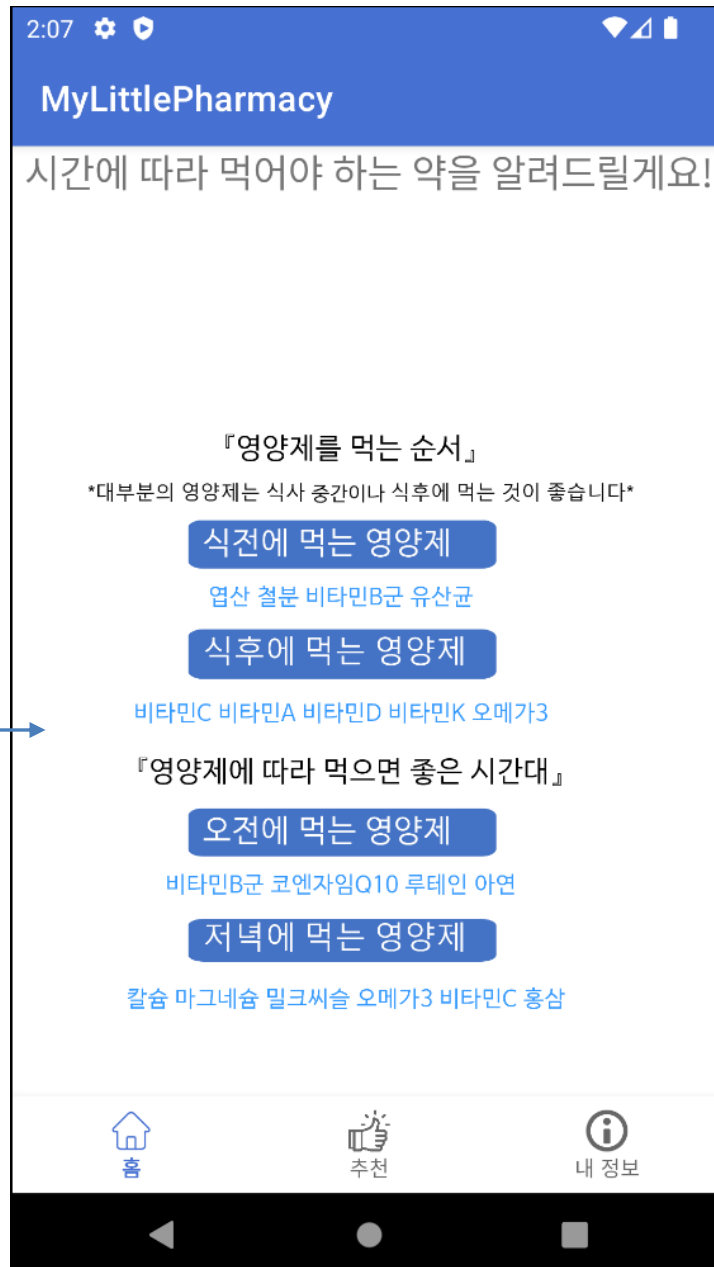 2:07
MyLittlePharmacy
시간에 따라 먹어야 하는 약을 알려드릴게요!
『영양제를 먹는 순서』
*대부분의 영양제는 식사 중간이나 식후에 먹는 것이 좋습니다*
식전에 먹는 영양제
엽산 철분 비타민B군 유산균
식후에 먹는 영양제
비타민C 비타민A 비타민D 비타민K 오메가3
『영양제에 따라 먹으면 좋은 시간대』
오전에 먹는 영양제
비타민B군 코엔자임Q10 루테인 아연
저녁에 먹는 영양제
칼슘 마그네슘 밀크씨슬 오메가3 비타민C 홍삼
홈 추천 내 정보